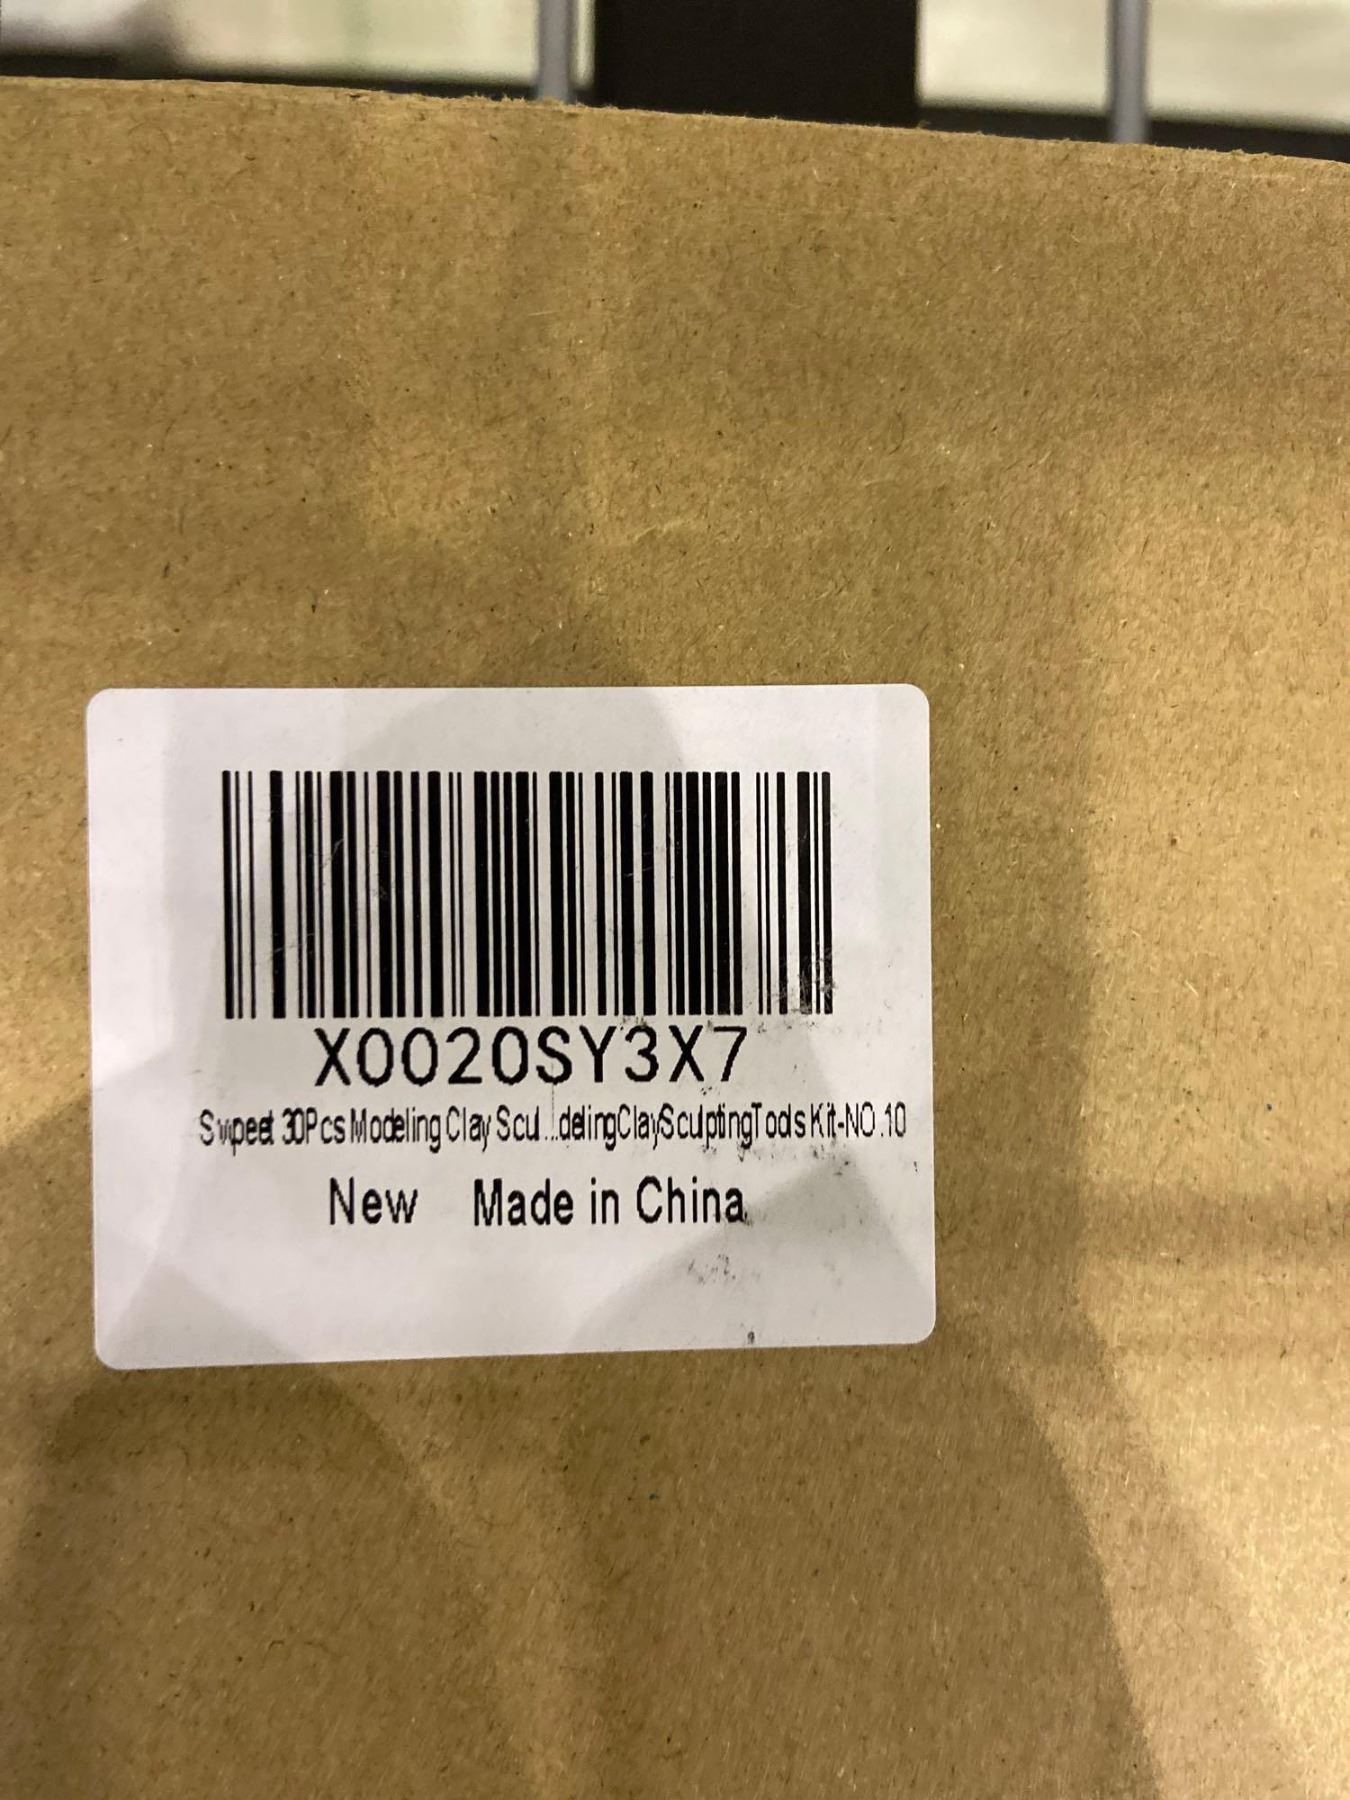 X0020SY3X7
Swpeet 30Pcs Modeling Clay Scul...delingClaySculptingTools Kit-NO.10
New Made in China